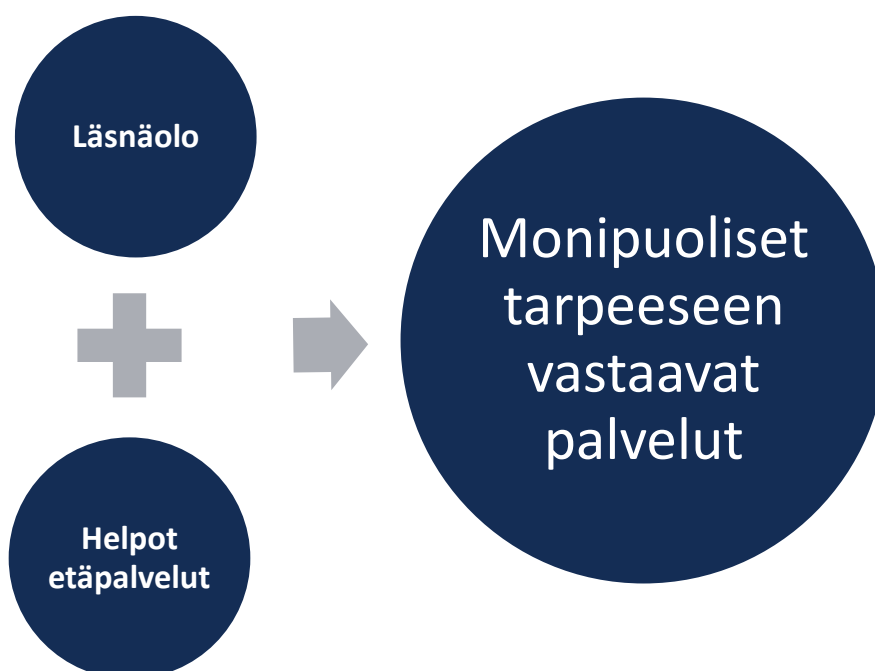 Läsnäolo
Helpot
etäpalvelut
Monipuoliset
tarpeeseen
vastaavat
palvelut